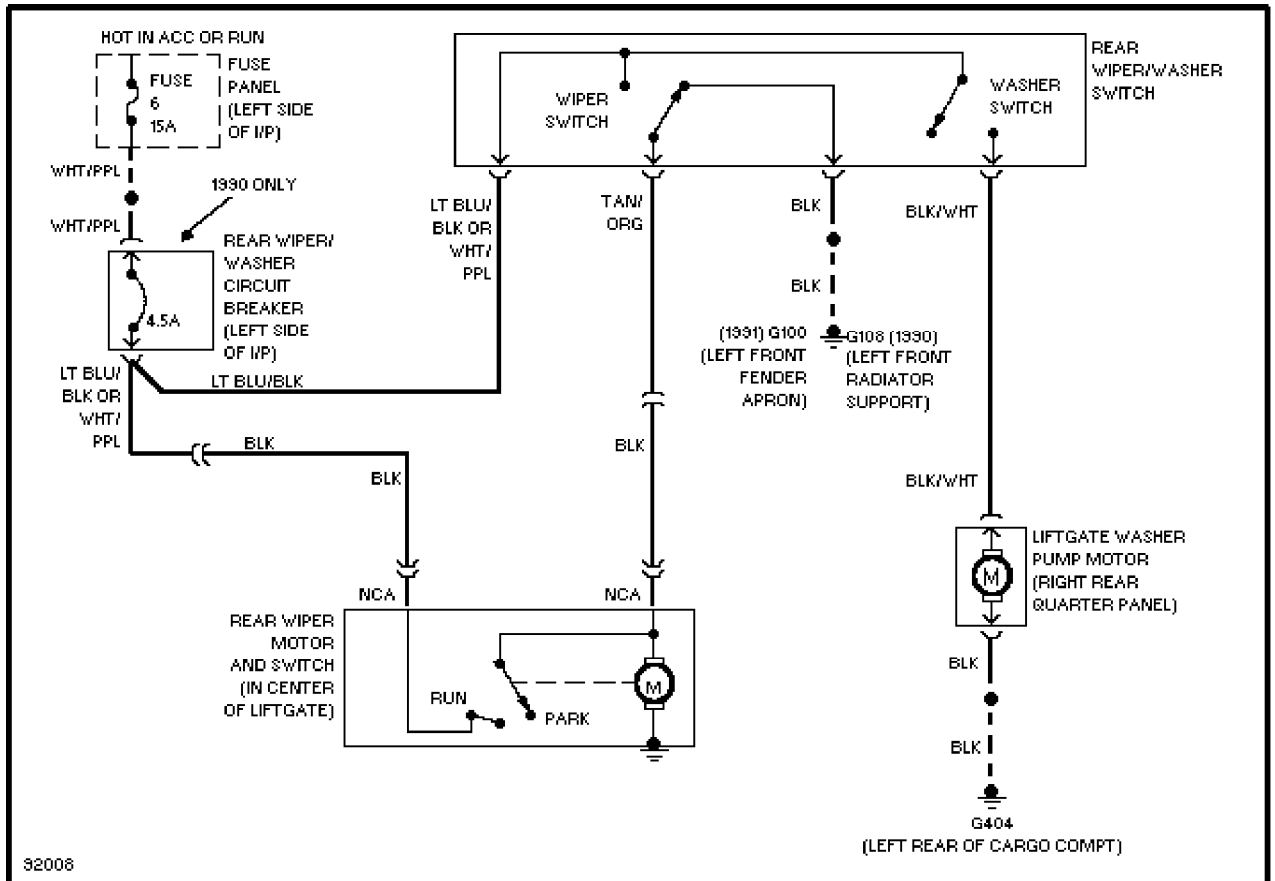 HOT IN ACC OR RUN
FUSE
6
15A
FUSE
PANEL
(LEFT SIDE
OF I/P)
WHT/PPL
1990 ONLY
WHT/PPL
REAR WIPER/
WASHER
CIRCUIT
BREAKER
(LEFT SIDE
OF I/P)
4.5A
LT BLU/
BLK OR
WHT/
PPL
LT BLU/BLK
BLK
BLK
NCA
REAR
WIPER/WASHER
SWITCH
WIPER
SWITCH
WASHER
SWITCH
LT BLU/
BLK OR
WHT/
PPL
TAN/
ORG
BLK
BLK/WHT
BLK
(1991) G100
(LEFT FRONT
FENDER
APRON)
G108 (1990)
(LEFT FRONT
RADIATOR
SUPPORT)
BLK
BLK/WHT
NCA
LIFTGATE WASHER
PUMP MOTOR
(RIGHT REAR
QUARTER PANEL)
M
REAR WIPER
MOTOR
AND SWITCH
(IN CENTER
OF LIFTGATE)
RUN
PARK
M
BLK
BLK
G404
(LEFT REAR OF CARGO COMPT)
92008